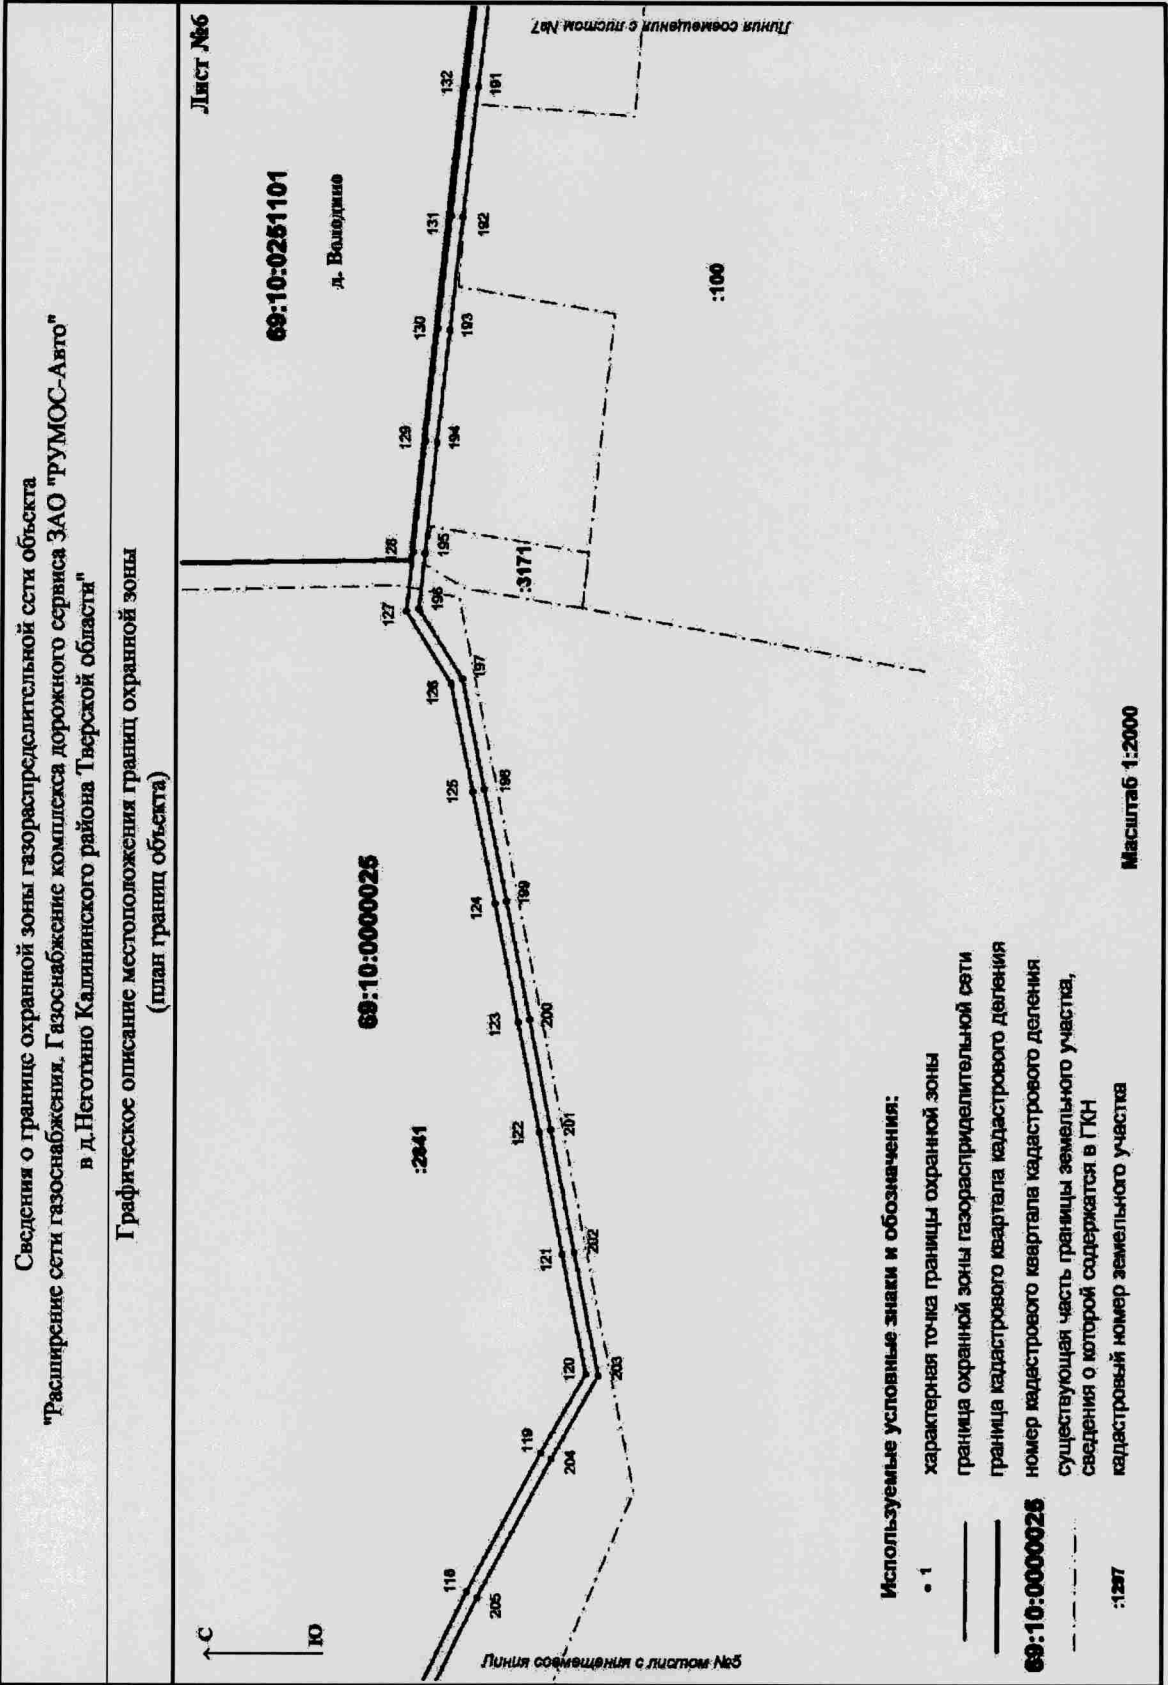 Сведения о границе охранной зоны газораспределительной сети объекта
"Расширение сети газоснабжения. Газоснабжение комплекса дорожного сервиса ЗАО "РУМОС-Авто"
в д.Неготино Калининского района Тверской области"
Графическое описание местоположения границ охранной зоны
(план границ объекта)
Лист №6
С
Ю
69:10:0251101
д. Володино
69:10:0000025
:2841
:3171
:100
118
119
120
121
122
123
124
125
126
127
128
129
130
131
132
191
192
193
194
195
196
197
198
199
200
201
202
203
204
205
Линия совмещения с листом №5
Линия совмещения с листом №7
Используемые условные знаки и обозначения:
1 характерная точка границы охранной зоны
граница охранной зоны газораспридилительной сети
граница кадастрового квартала кадастрового деления
69:10:0000025 номер кадастрового квартала кадастрового деления
существующая часть границы земельного участка,
сведения о которой содержатся в ГКН
:1297 кадастровый номер земельного участка
Масштаб 1:2000